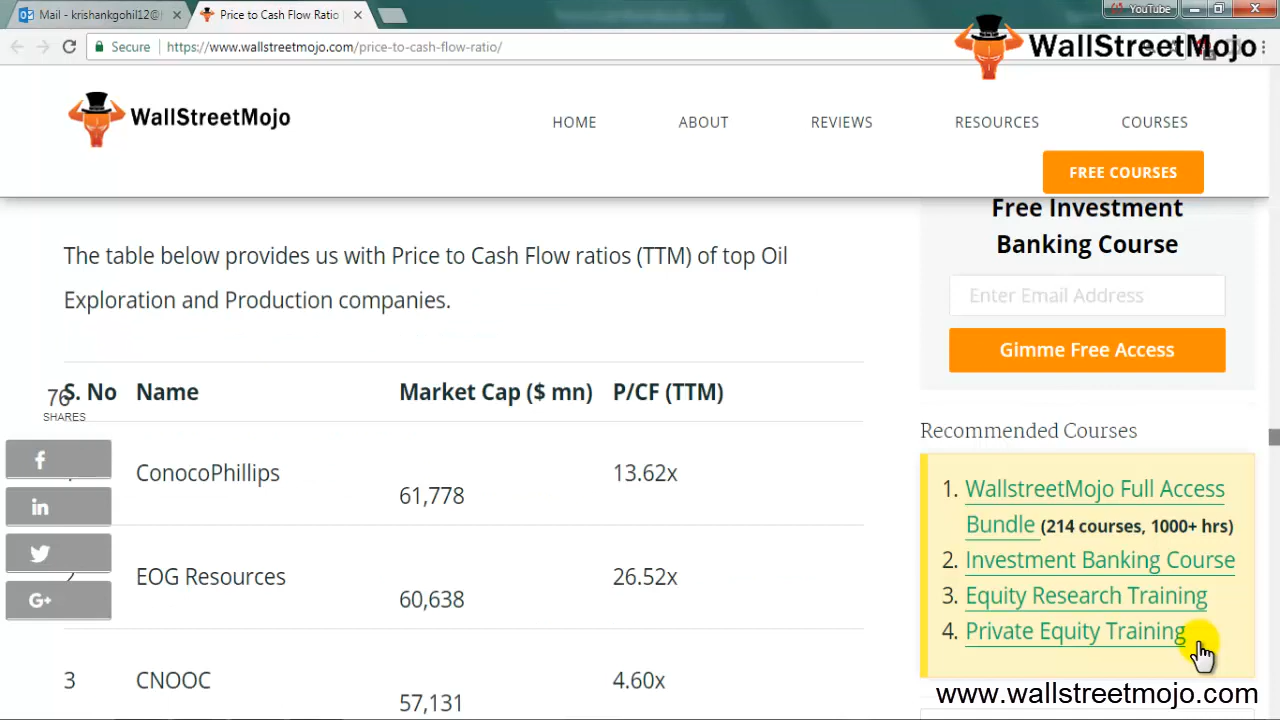 Mail - krishankgohil12@
Price to Cash Flow Ratio
YouTube
Secure
https://www.wallstreetmojo.com/price-to-cash-flow-ratio/
WallStreetMojo
WallStreetMojo
HOME
ABOUT
REVIEWS
RESOURCES
COURSES
FREE COURSES
The table below provides us with Price to Cash Flow ratios (TTM) of top Oil
Exploration and Production companies.
76
SHARES
S. No Name Market Cap ($ mn) P/CF (TTM)
ConocoPhillips 61,778 13.62x
EOG Resources 60,638 26.52x
3 CNOOC 57,131 4.60x
f
in
G+
Free Investment
Banking Course
Enter Email Address
Gimme Free Access
Recommended Courses
1. WallstreetMojo Full Access
Bundle (214 courses, 1000+ hrs)
2. Investment Banking Course
3. Equity Research Training
4. Private Equity Training
www.wallstreetmojo.com